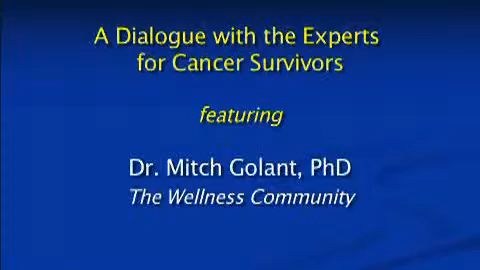 A Dialogue with the Experts
for Cancer Survivors
featuring
Dr. Mitch Golant, PhD
The Wellness Community